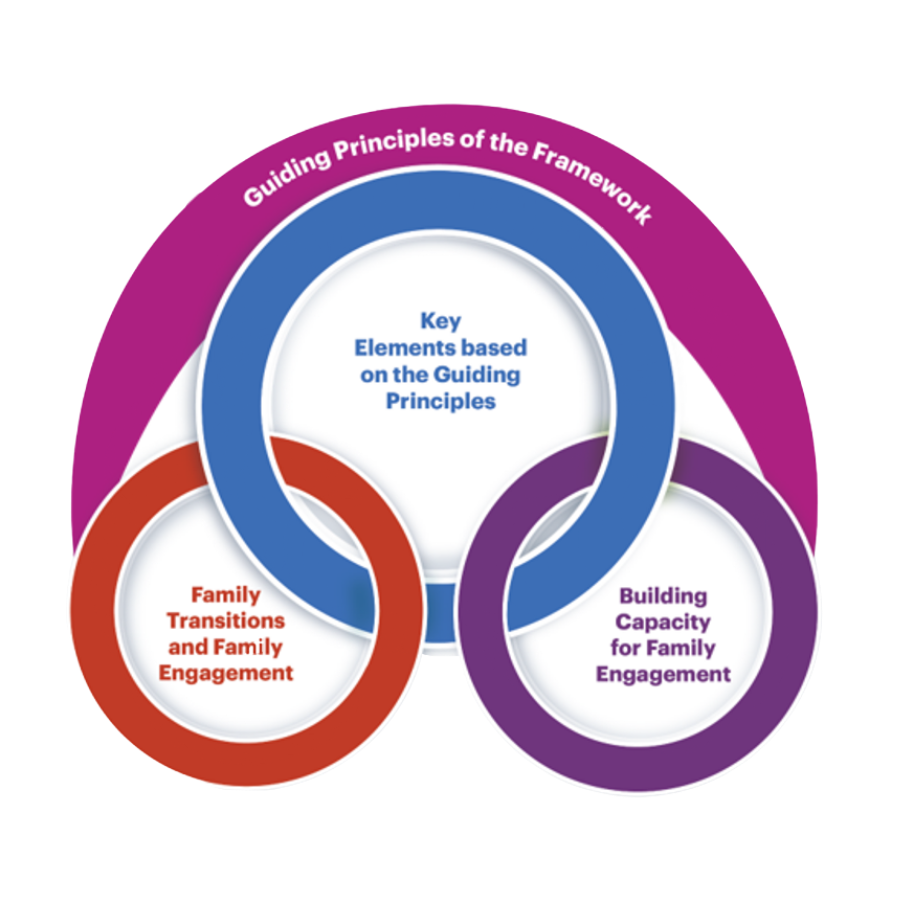 Guiding Principles of the Framework
Key
Elements based
on the Guiding
Principles
Family
Transitions
and Family
Engagement
Building
Capacity
for Family
Engagement